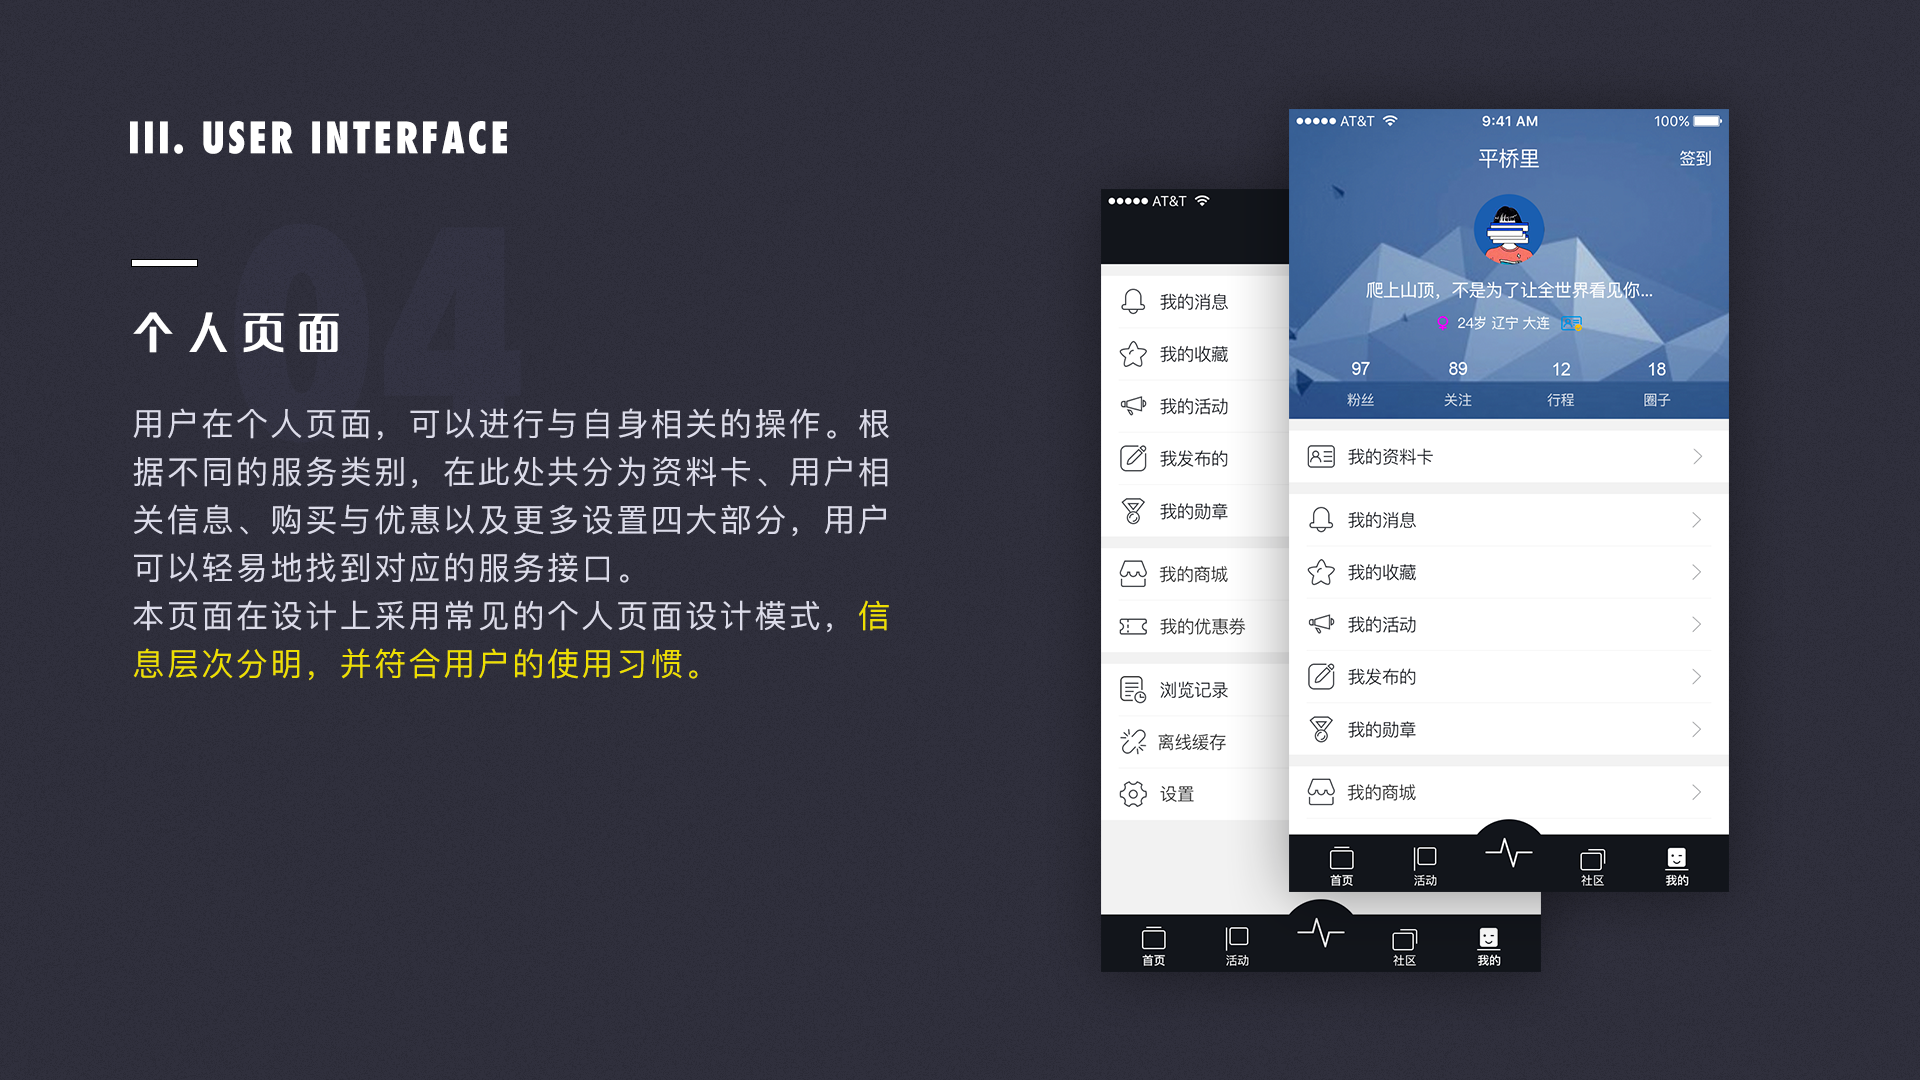 III. USER INTERFACE
04
个人页面
用户在个人页面，可以进行与自身相关的操作。根
据不同的服务类别，在此处共分为资料卡、用户相
关信息、购买与优惠以及更多设置四大部分，用户
可以轻易地找到对应的服务接口。
本页面在设计上采用常见的个人页面设计模式，信
息层次分明，并符合用户的使用习惯。
AT&T
我的消息
我的收藏
我的活动
我发布的
我的勋章
我的商城
我的优惠券
浏览记录
离线缓存
设置
首页 活动 社区 我的
AT&T 9:41 AM 100%
平桥里 签到
爬上山顶，不是为了让全世界看见你...
24岁 辽宁 大连
97 89 12 18
粉丝 关注 行程 圈子
我的资料卡
我的消息
我的收藏
我的活动
我发布的
我的勋章
我的商城
首页 活动 社区 我的